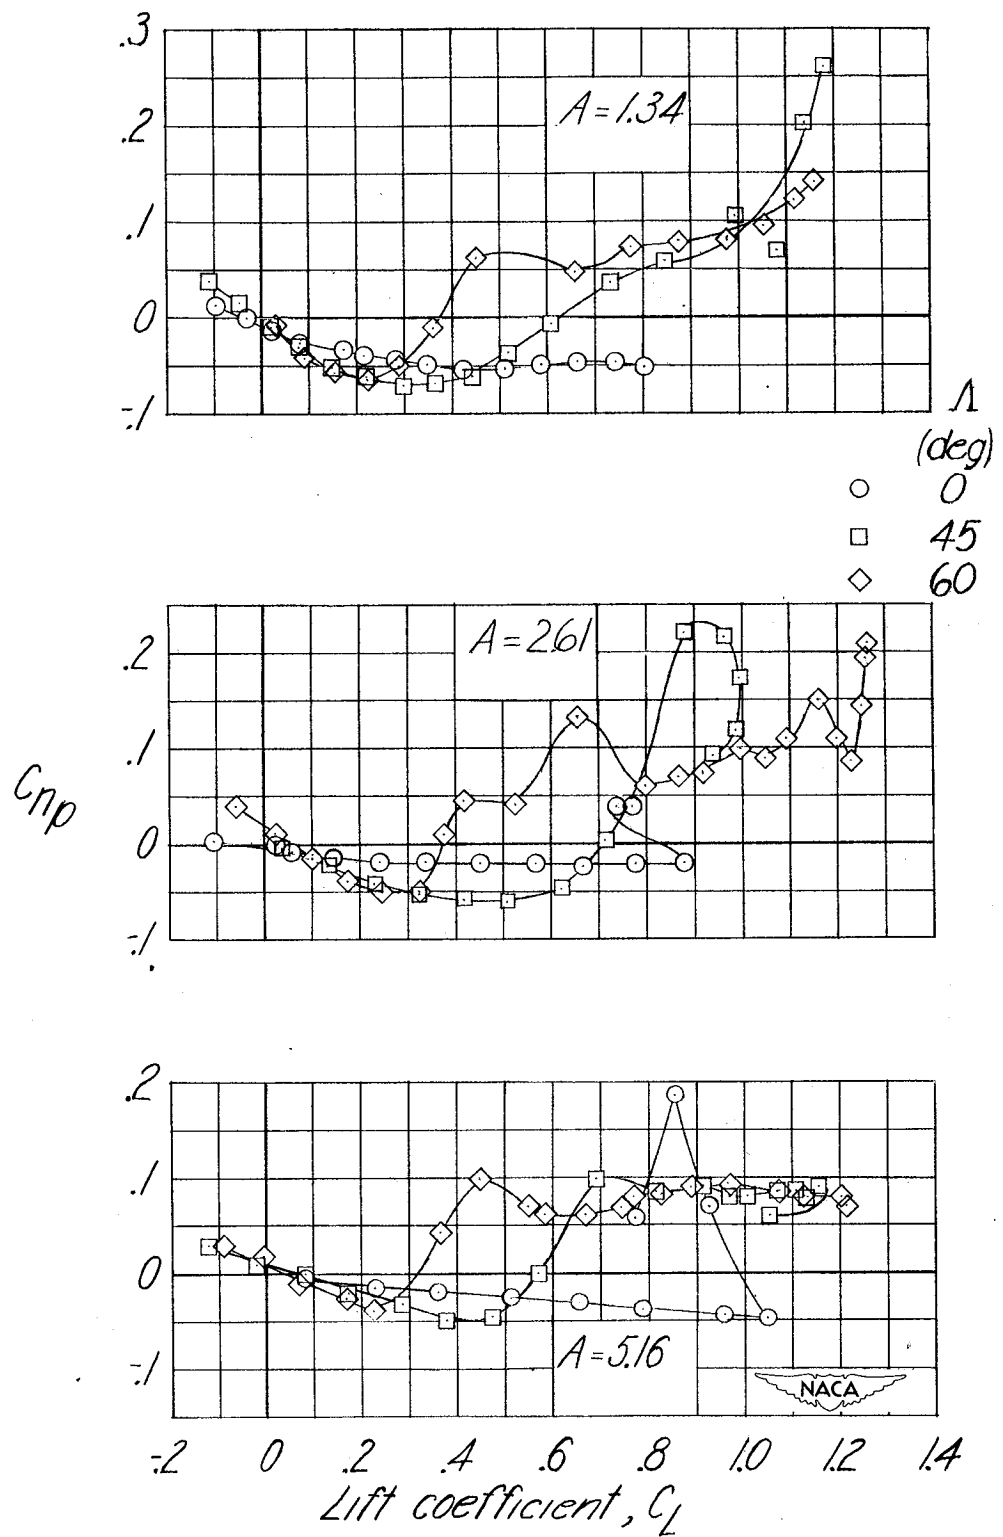 .3
A=1.34
.2
.1
0
-.1
Λ
(deg)
0
45
60
A=2.61
.2
.1
Cnp
0
-.1
.2
.1
0
A=5.16
-.1
NACA
-.2 0 .2 .4 .6 .8 1.0 1.2 1.4
Lift coefficient, CL